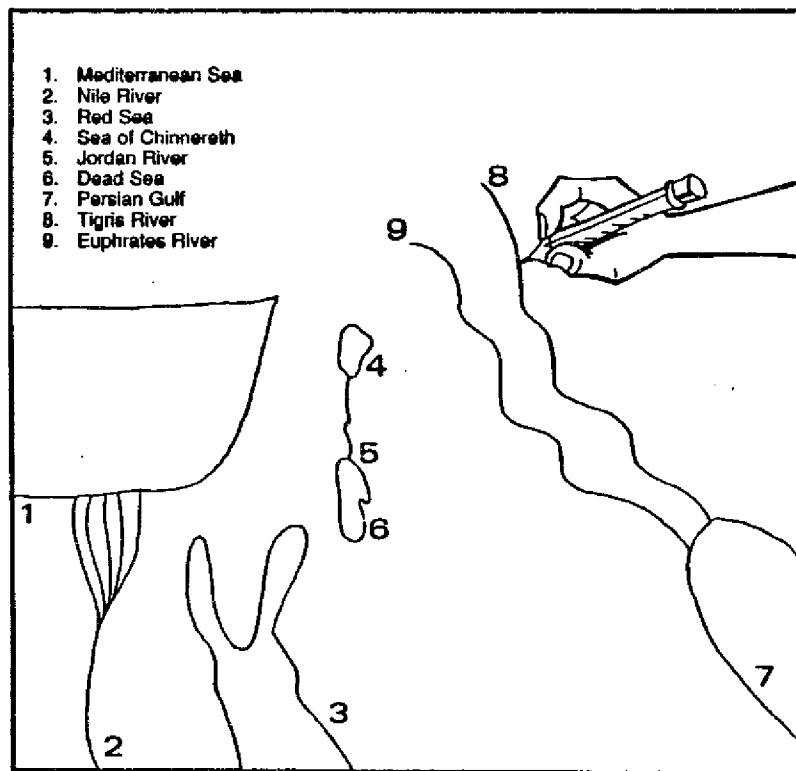 1. Mediterranean Sea
2. Nile River
3. Red Sea
4. Sea of Chinnereth
5. Jordan River
6. Dead Sea
7. Persian Gulf
8. Tigris River
9. Euphrates River
8
9
4
5
1
6
7
3
2